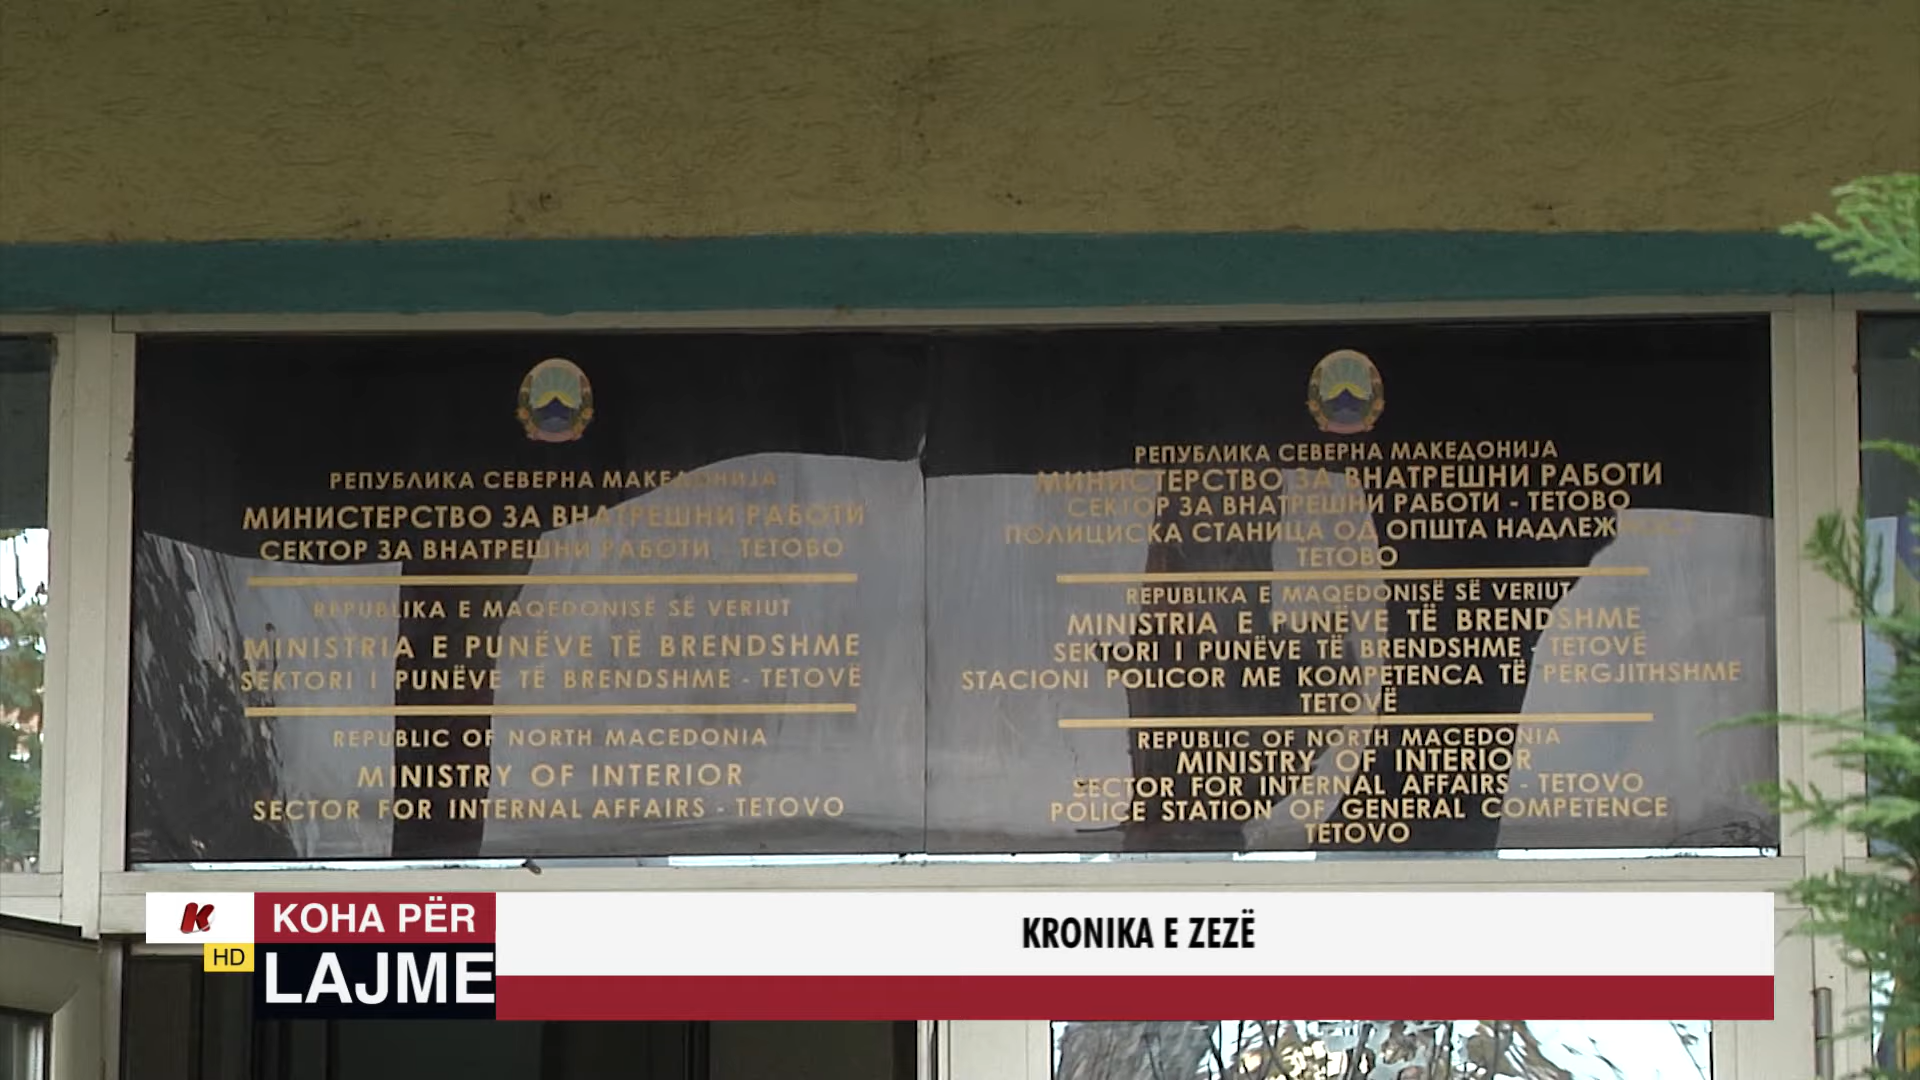 РЕПУБЛИКА СЕВЕРНА МАКЕДОНИЈА
МИНИСТЕРСТВО ЗА ВНАТРЕШНИ РАБОТИ
СЕКТОР ЗА ВНАТРЕШНИ РАБОТИ - ТЕТОВО
REPUBLIKA E MAQEDONISË SË VERIUT
MINISTRIA E PUNËVE TË BRENDSHME
SEKTORI I PUNËVE TË BRENDSHME - TETOVË
REPUBLIC OF NORTH MACEDONIA
MINISTRY OF INTERIOR
SECTOR FOR INTERNAL AFFAIRS - TETOVO
РЕПУБЛИКА СЕВЕРНА МАКЕДОНИЈА
МИНИСТЕРСТВО ЗА ВНАТРЕШНИ РАБОТИ
СЕКТОР ЗА ВНАТРЕШНИ РАБОТИ - ТЕТОВО
ПОЛИЦИСКА СТАНИЦА ОД ОПШТА НАДЛЕЖНОСТ
ТЕТОВО
REPUBLIKA E MAQEDONISË SË VERIUT
MINISTRIA E PUNËVE TË BRENDSHME
SEKTORI I PUNËVE TË BRENDSHME - TETOVË
STACIONI POLICOR ME KOMPETENCA TË PËRGJITHSHME
TETOVË
REPUBLIC OF NORTH MACEDONIA
MINISTRY OF INTERIOR
SECTOR FOR INTERNAL AFFAIRS - TETOVO
POLICE STATION OF GENERAL COMPETENCE
TETOVO
K
KOHA PËR
HD
LAJME
KRONIKA E ZEZË